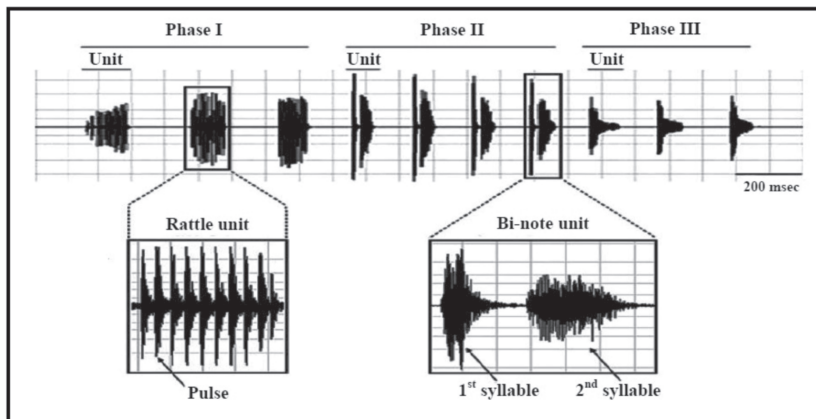 Phase I Phase II Phase III
Unit Unit Unit
200 msec
Rattle unit Bi-note unit
Pulse 1st syllable 2nd syllable